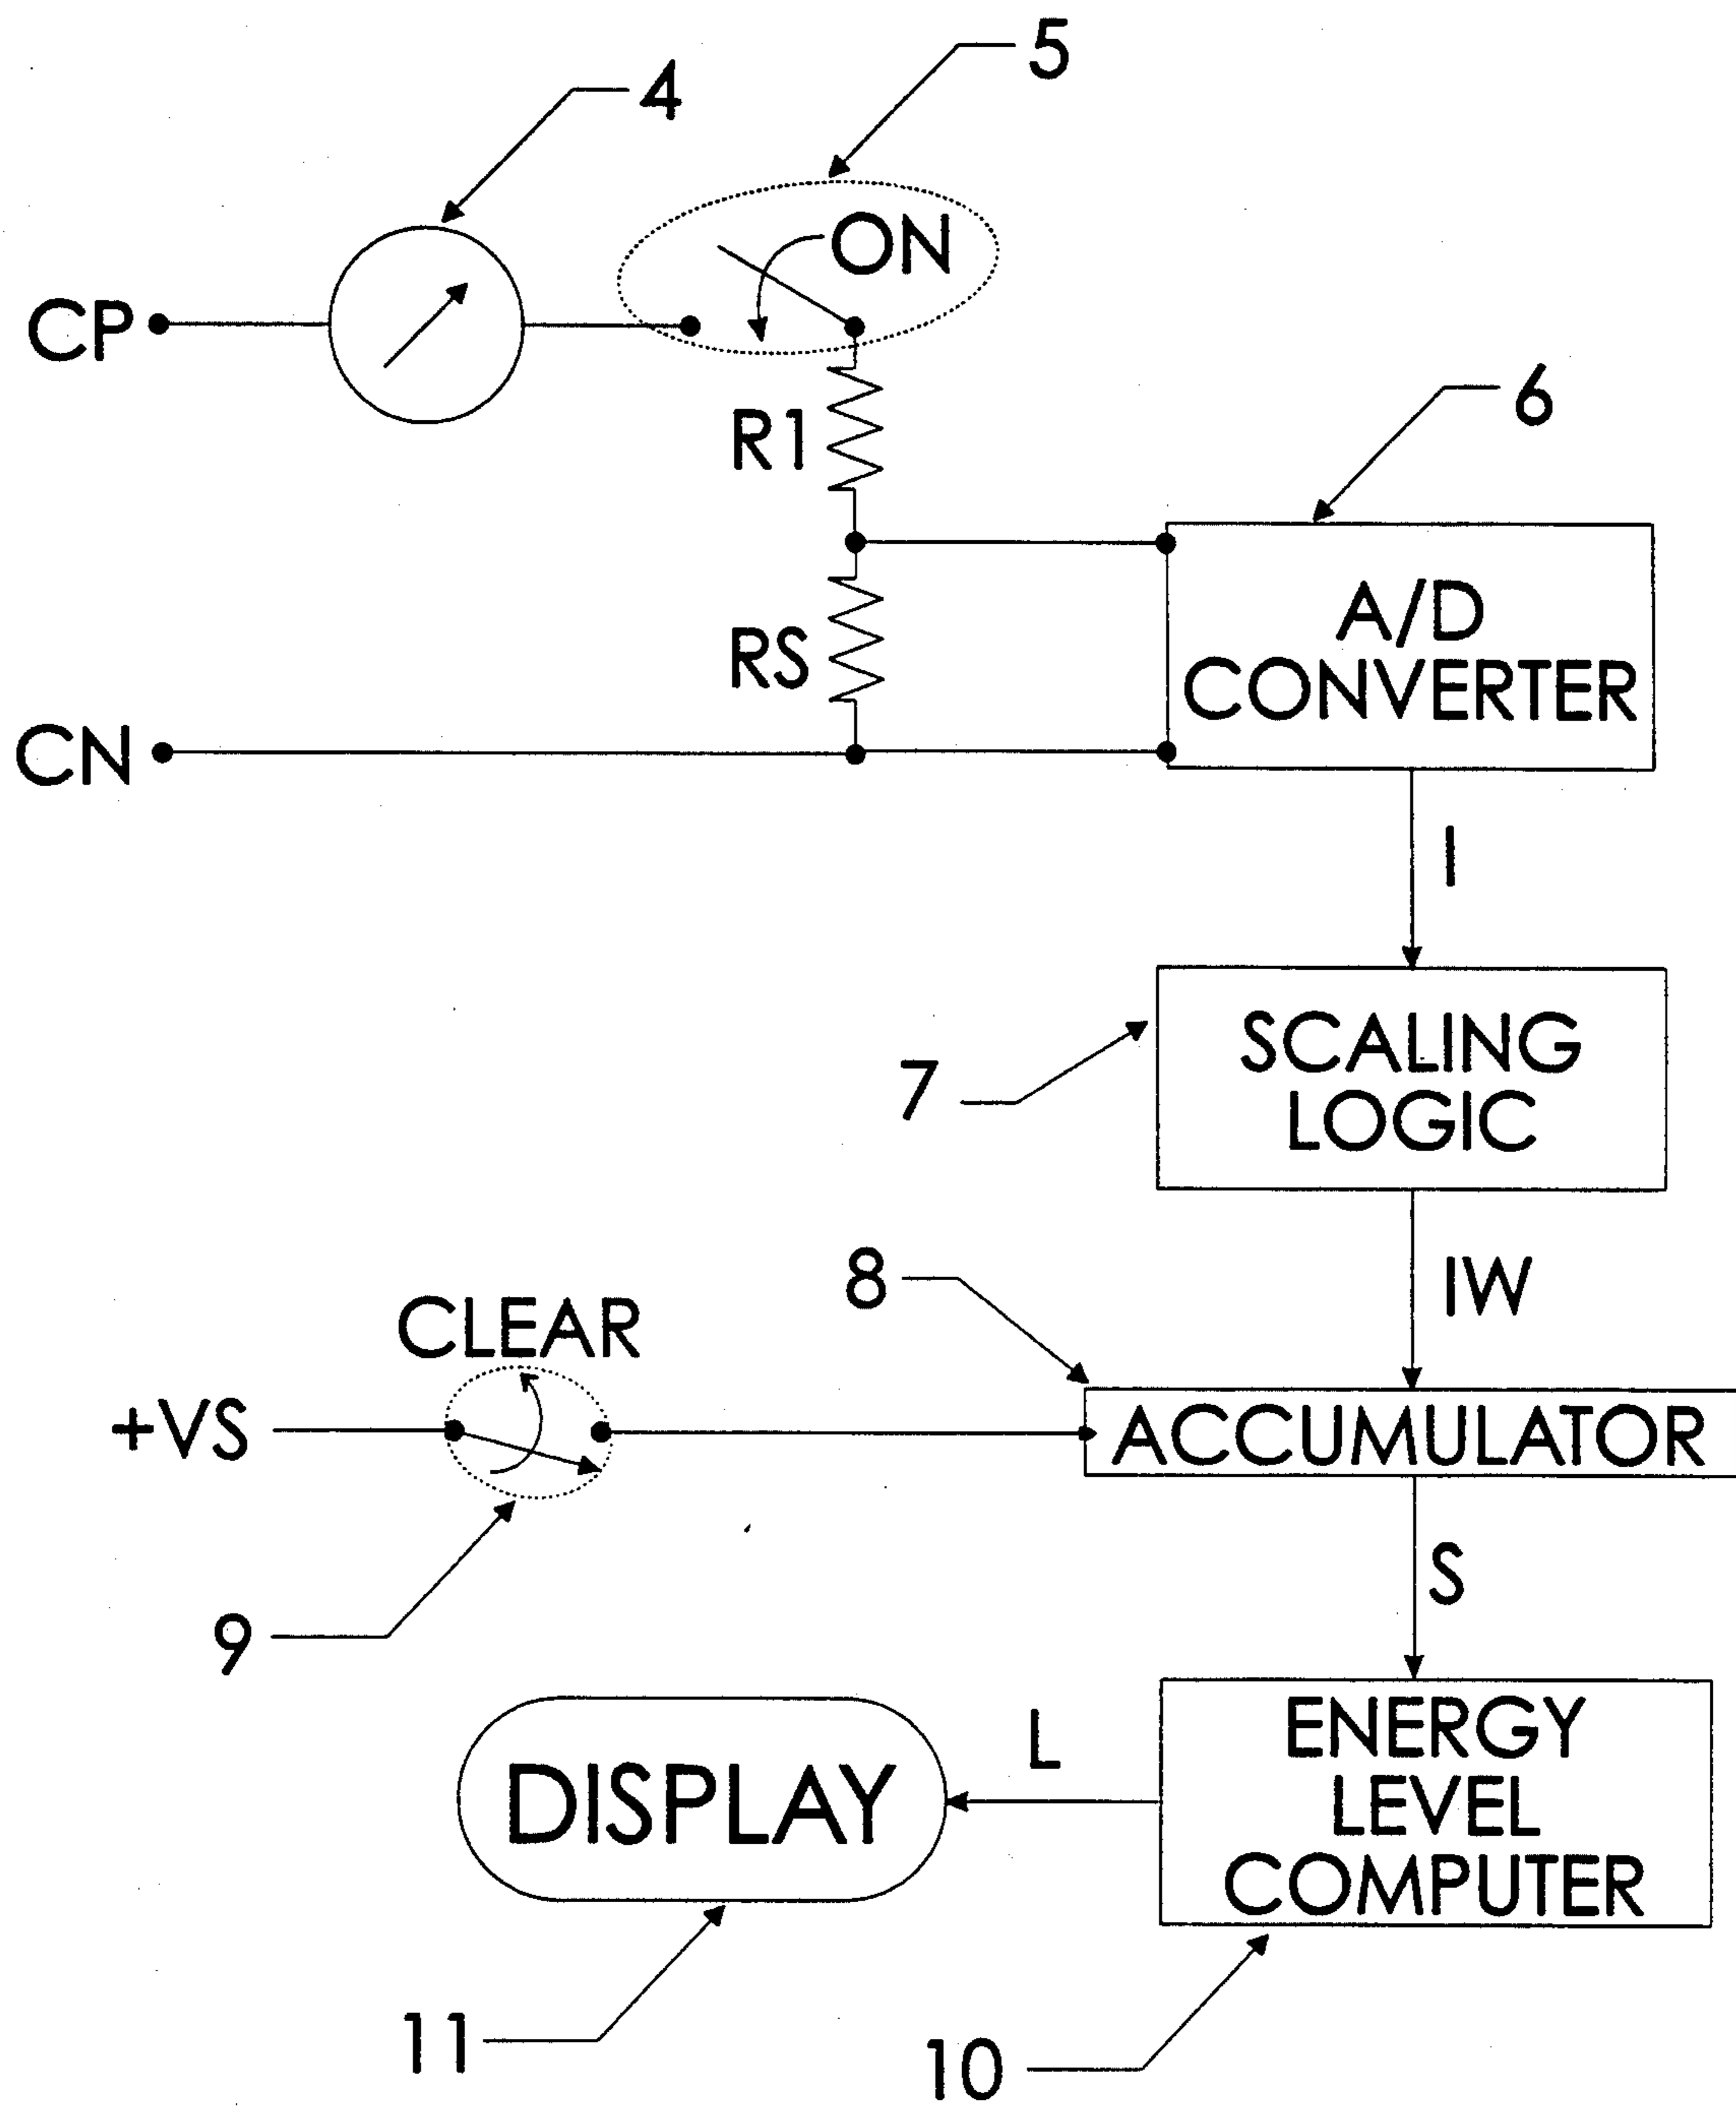 5
4
ON
CP
6
R1
A/D
CONVERTER
RS
CN
I
SCALING
LOGIC
7
8
IW
CLEAR
+VS
ACCUMULATOR
S
9
ENERGY
LEVEL
COMPUTER
L
DISPLAY
11
10